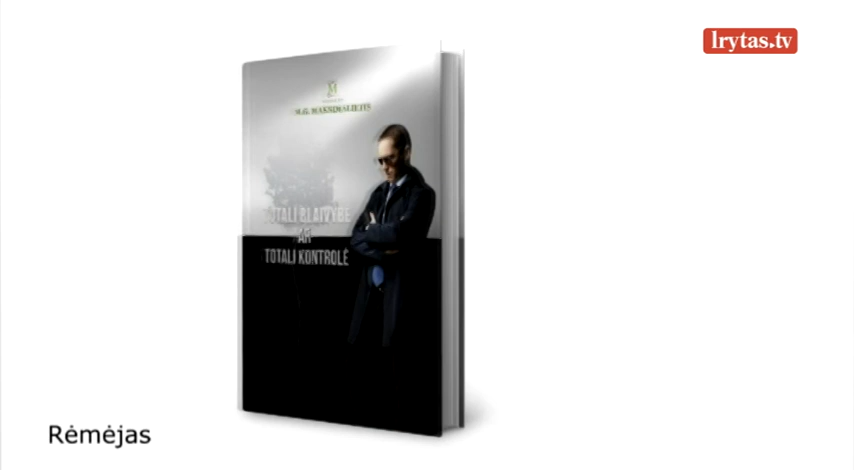 lrytas.tv
TOTALI BLAIVYBĖ
AR
TOTALI KONTROLĖ
Rėmėjas